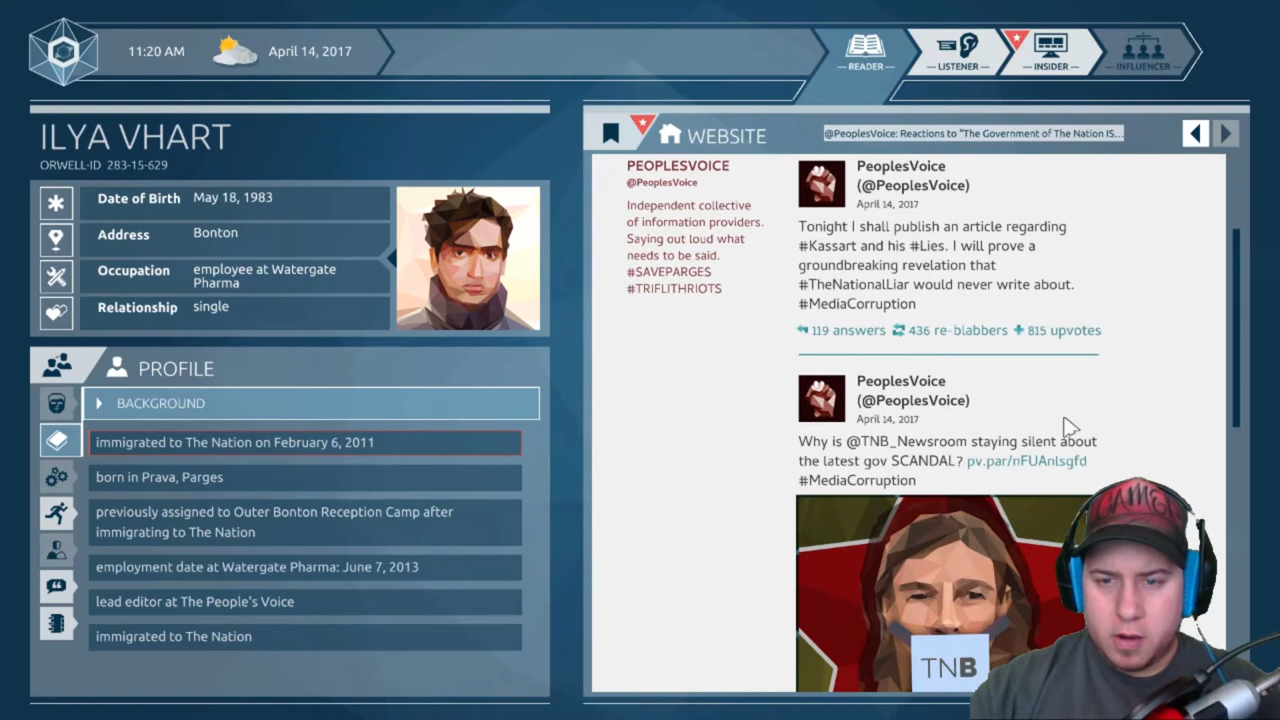 11:20 AM
April 14, 2017
READER
LISTENER
INSIDER
INFLUENCER
ILYA VHART
ORWELL-ID 283-15-629
Date of Birth May 18, 1983
Address Bonton
Occupation employee at Watergate
Pharma
Relationship single
PROFILE
BACKGROUND
immigrated to The Nation on February 6, 2011
born in Prava, Parges
previously assigned to Outer Bonton Reception Camp after
immigrating to The Nation
employment date at Watergate Pharma: June 7, 2013
lead editor at The People's Voice
immigrated to The Nation
WEBSITE
@PeoplesVoice: Reactions to "The Government of The Nation IS...
PEOPLESVOICE
@PeoplesVoice
Independent collective
of information providers.
Saying out loud what
needs to be said.
#SAVEPARGES
#TRIFLITHRIOTS
PeoplesVoice
(@PeoplesVoice)
April 14, 2017
Tonight I shall publish an article regarding
#Kassart and his #Lies. I will prove a
groundbreaking revelation that
#TheNationalLiar would never write about.
#MediaCorruption
119 answers 436 re-blabbers 815 upvotes
PeoplesVoice
(@PeoplesVoice)
April 14, 2017
Why is @TNB_Newsroom staying silent about
the latest gov SCANDAL? pv.par/nFUAnlsgfd
#MediaCorruption
TNB